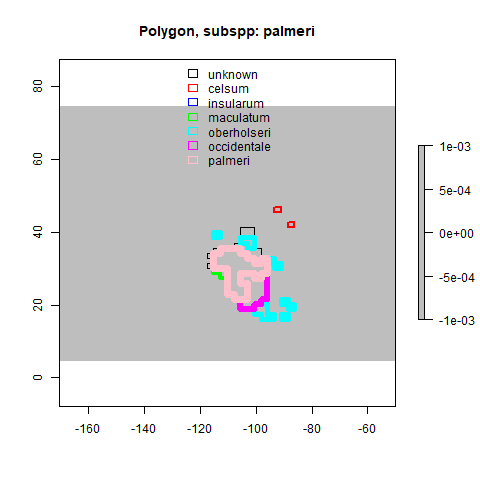 Polygon, subspp: palmeri
unknown
celsum
insularum
maculatum
oberholseri
occidentale
palmeri
80
60
40
20
0
-160
-140
-120
-100
-80
-60
1e-03
5e-04
0e+00
-5e-04
-1e-03